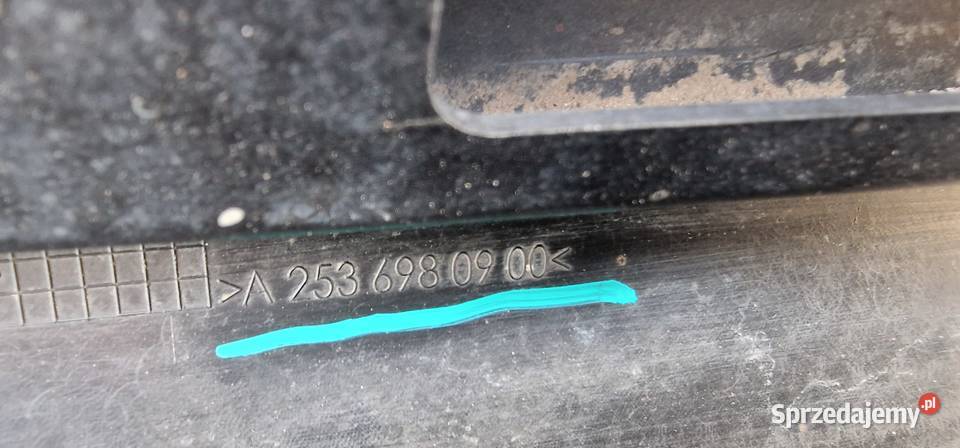 >A 253 698 09 00<
Sprzedajemy.pl